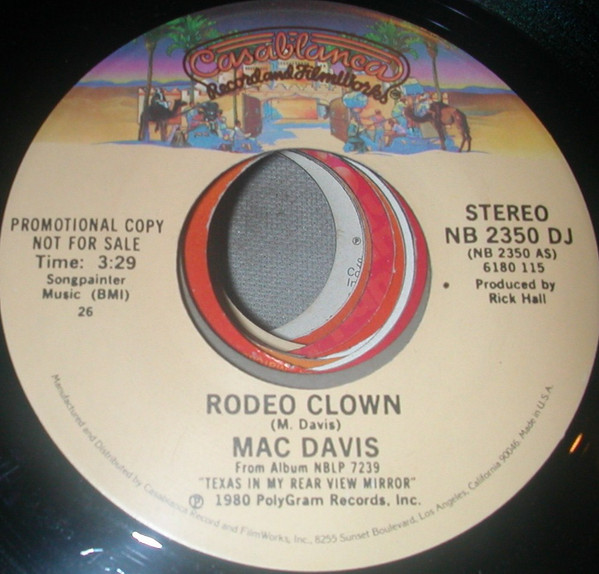 Casablanca
Record and FilmWorks
PROMOTIONAL COPY
NOT FOR SALE
Time: 3:29
Songpainter
Music (BMI)
26
STEREO
NB 2350 DJ
(NB 2350 AS)
6180 115
Produced by
Rick Hall
RODEO CLOWN
(M. Davis)
MAC DAVIS
From Album NBLP 7239
"TEXAS IN MY REAR VIEW MIRROR"
℗ 1980 PolyGram Records, Inc.
Manufactured and Distributed by Casablanca Record and FilmWorks, Inc., 8255 Sunset Boulevard, Los Angeles, California 90046. Made in U.S.A.